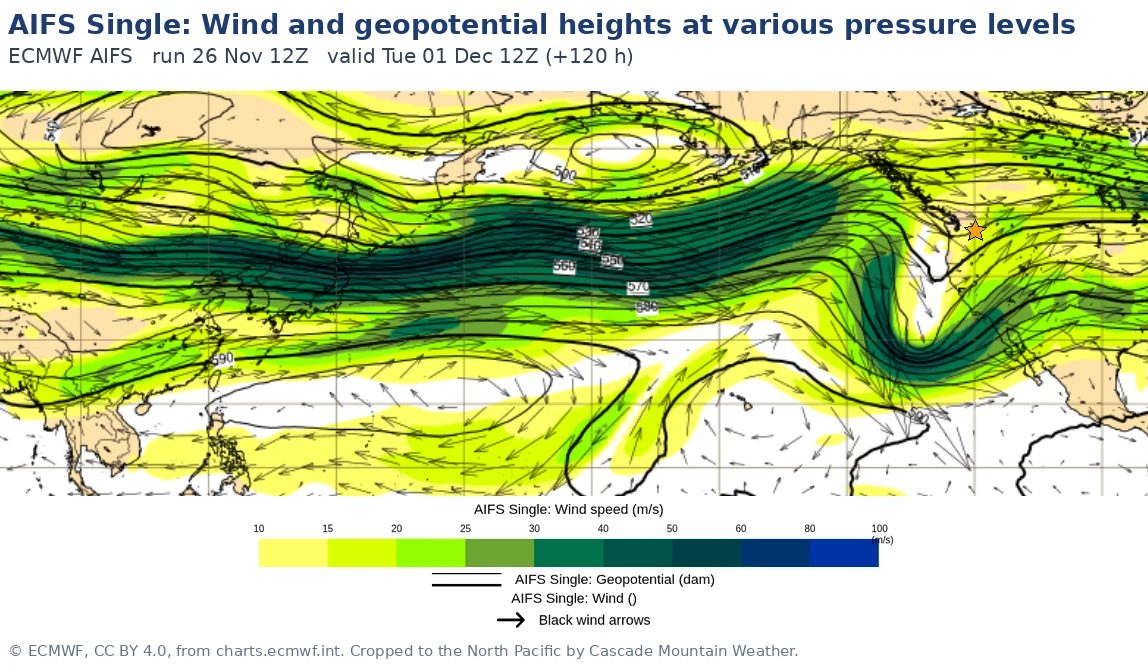 AIFS Single: Wind and geopotential heights at various pressure levels
ECMWF AIFS run 26 Nov 12Z valid Tue 01 Dec 12Z (+120 h)
500
520
560
550
570
580
590
AIFS Single: Wind speed (m/s)
10 15 20 25 30 40 50 60 80 100
(m/s)
AIFS Single: Geopotential (dam)
AIFS Single: Wind ()
Black wind arrows
© ECMWF, CC BY 4.0, from charts.ecmwf.int. Cropped to the North Pacific by Cascade Mountain Weather.